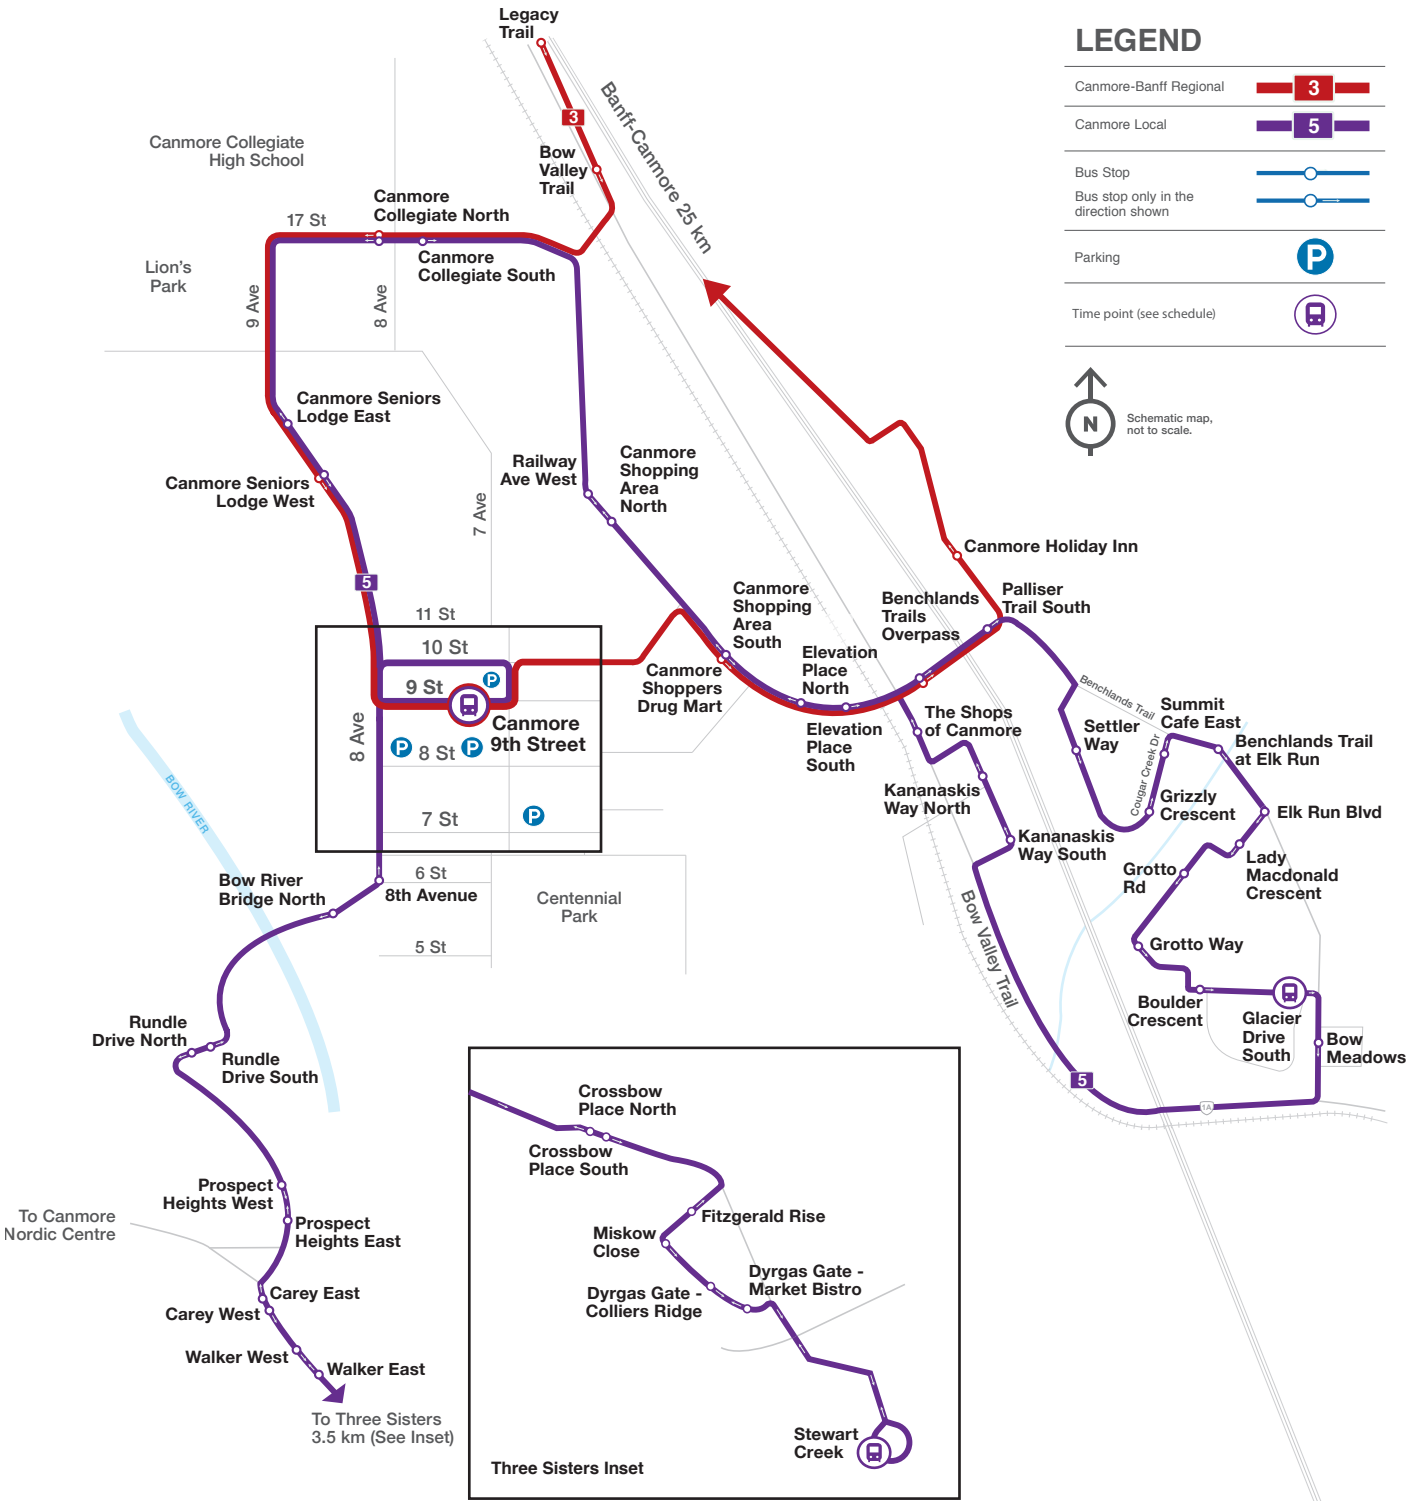 Legacy
Trail
3
Banff-Canmore 25 km
Bow
Valley
Trail
Canmore Collegiate
High School
Canmore
Collegiate North
17 St
Canmore
Collegiate South
Lion's
Park
9 Ave
8 Ave
Canmore Seniors
Lodge East
Canmore Seniors
Lodge West
7 Ave
Railway
Ave West
Canmore
Shopping
Area
North
5
11 St
10 St
9 St
P
Canmore
9th Street
8 Ave
P
8 St
P
7 St
P
6 St
8th Avenue
5 St
Centennial
Park
Canmore
Shopping
Area
South
Canmore
Shoppers
Drug Mart
Elevation
Place
North
Elevation
Place
South
Benchlands
Trails
Overpass
Canmore Holiday Inn
Palliser
Trail South
The Shops
of Canmore
Kananaskis
Way North
Kananaskis
Way South
Bow Valley Trail
Benchlands Trail
Settler
Way
Cougar Creek Dr
Summit
Cafe East
Benchlands Trail
at Elk Run
Grizzly
Crescent
Elk Run Blvd
Lady
Macdonald
Crescent
Grotto
Rd
Grotto Way
Boulder
Crescent
Glacier
Drive
South
Bow
Meadows
5
1A
BOW RIVER
Bow River
Bridge North
Rundle
Drive North
Rundle
Drive South
Prospect
Heights West
Prospect
Heights East
To Canmore
Nordic Centre
Carey East
Carey West
Walker West
Walker East
To Three Sisters
3.5 km (See Inset)
Crossbow
Place North
Crossbow
Place South
Fitzgerald Rise
Miskow
Close
Dyrgas Gate -
Market Bistro
Dyrgas Gate -
Colliers Ridge
Stewart
Creek
Three Sisters Inset
LEGEND
Canmore-Banff Regional
3
Canmore Local
5
Bus Stop
Bus stop only in the
direction shown
Parking
P
Time point (see schedule)
N
Schematic map,
not to scale.